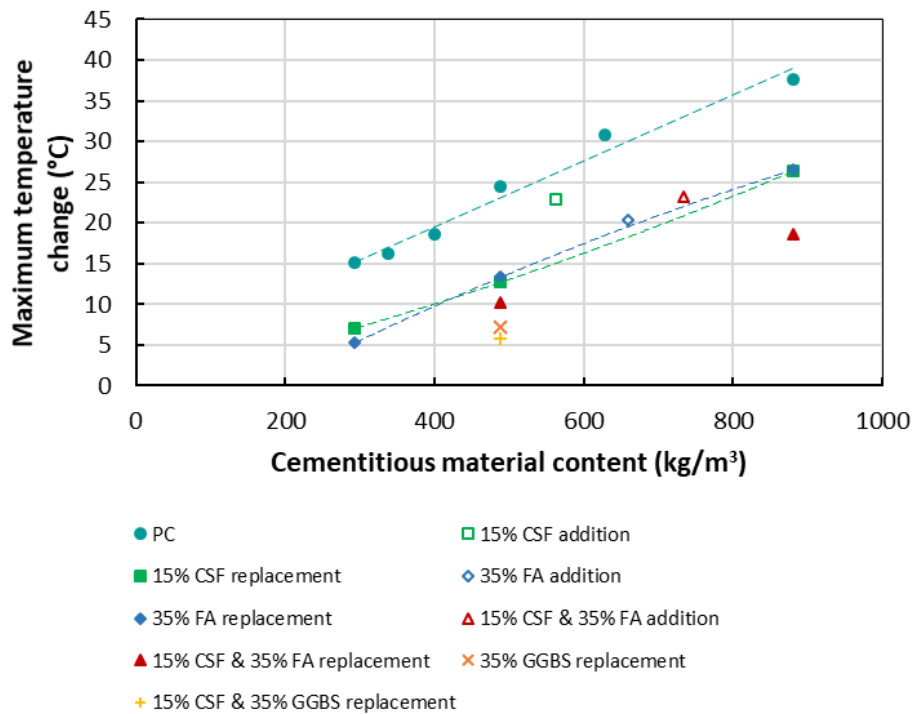 45
40
35
30
25
20
15
10
5
0
Maximum temperature
change (°C)
0 200 400 600 800 1000
Cementitious material content (kg/m³)
PC
15% CSF addition
15% CSF replacement
35% FA addition
35% FA replacement
15% CSF & 35% FA addition
15% CSF & 35% FA replacement
35% GGBS replacement
15% CSF & 35% GGBS replacement